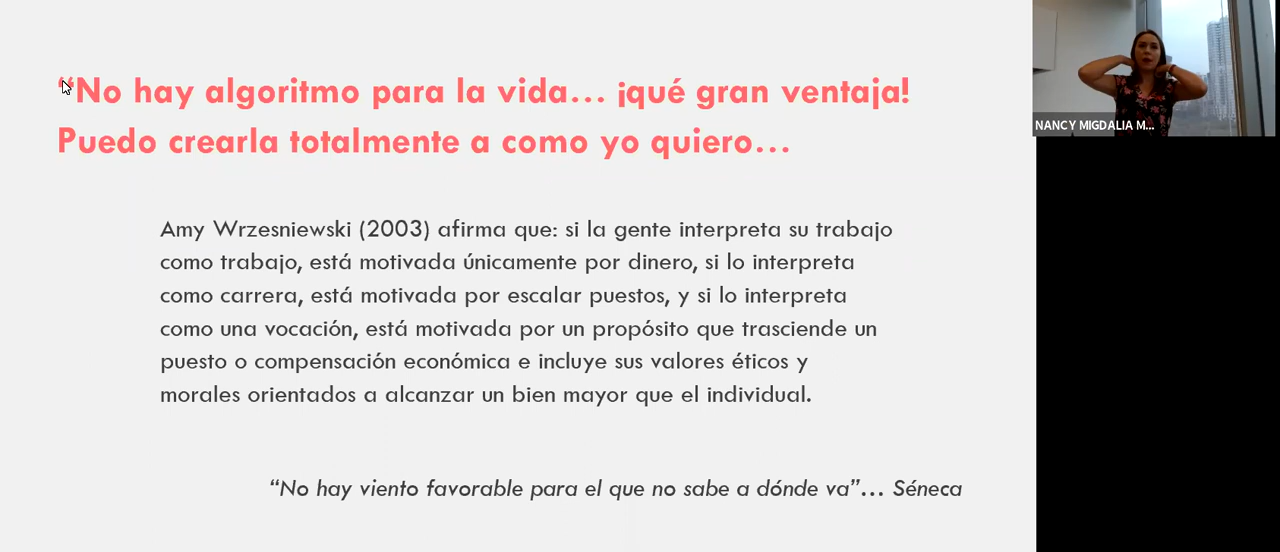 “No hay algoritmo para la vida… ¡qué gran ventaja!
Puedo crearla totalmente a como yo quiero…
Amy Wrzesniewski (2003) afirma que: si la gente interpreta su trabajo
como trabajo, está motivada únicamente por dinero, si lo interpreta
como carrera, está motivada por escalar puestos, y si lo interpreta
como una vocación, está motivada por un propósito que trasciende un
puesto o compensación económica e incluye sus valores éticos y
morales orientados a alcanzar un bien mayor que el individual.
“No hay viento favorable para el que no sabe a dónde va”… Séneca
NANCY MIGDALIA M...